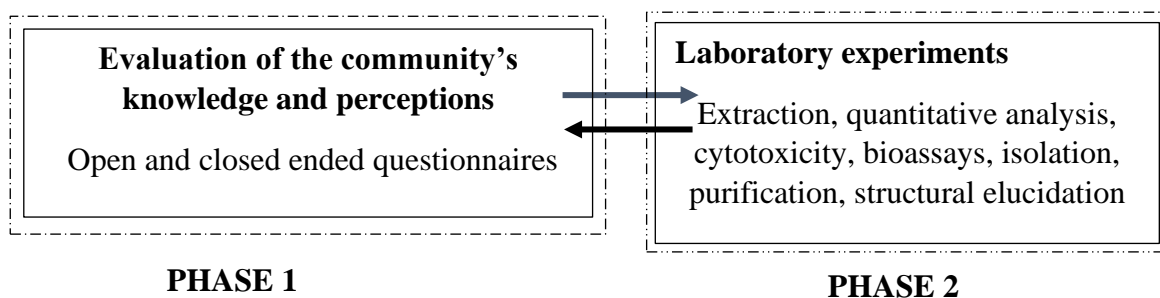 Evaluation of the community’s
knowledge and perceptions
Open and closed ended questionnaires
PHASE 1
Laboratory experiments
Extraction, quantitative analysis,
cytotoxicity, bioassays, isolation,
purification, structural elucidation
PHASE 2